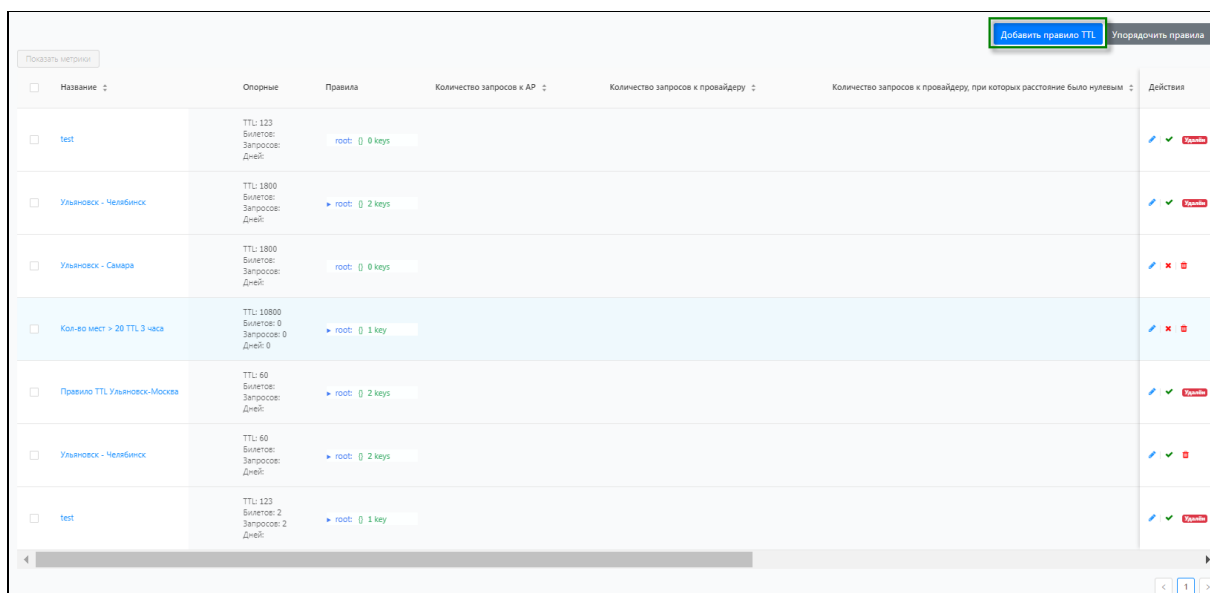 Добавить правило TTL Упорядочить правила
Показать метрики
Название Опорные Правила Количество запросов к АР Количество запросов к провайдеру Количество запросов к провайдеру, при которых расстояние было нулевым Действия
TTL: 123
Билетов:
test root: {} 0 keys Удалён
Запросов:
Дней:
TTL: 1800
Билетов:
Ульяновск - Челябинск root: {} 2 keys Удалён
Запросов:
Дней:
TTL: 1800
Билетов:
Ульяновск - Самара root: {} 0 keys
Запросов:
Дней:
TTL: 10800
Билетов: 0
Кол-во мест > 20 TTL 3 часа root: {} 1 key
Запросов: 0
Дней: 0
TTL: 60
Билетов:
Правило TTL Ульяновск-Москва root: {} 2 keys Удалён
Запросов:
Дней:
TTL: 60
Билетов:
Ульяновск - Челябинск root: {} 2 keys
Запросов:
Дней:
TTL: 123
Билетов: 2
test root: {} 1 key Удалён
Запросов: 2
Дней:
1